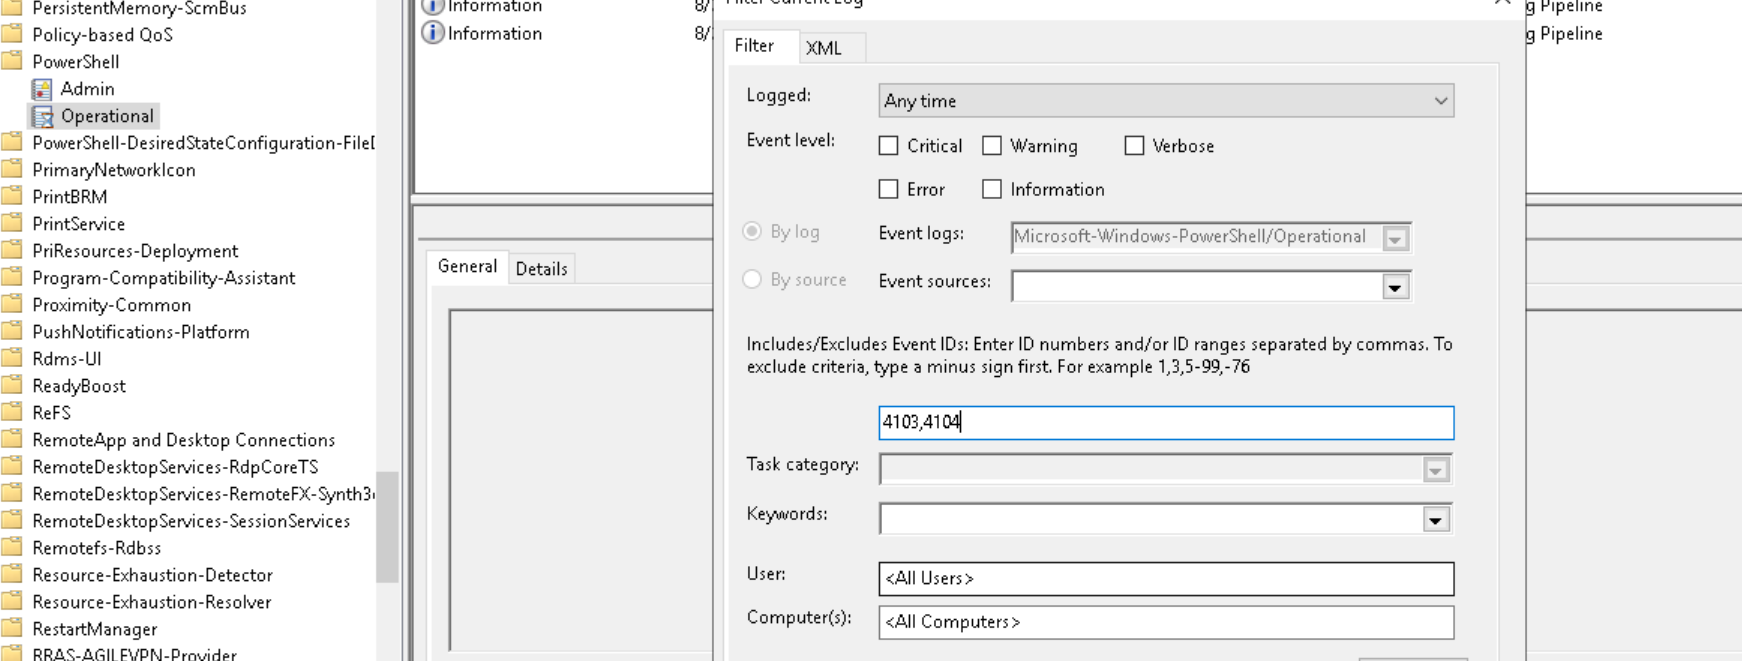 PersistentMemory-ScmBus
Policy-based QoS
PowerShell
Admin
Operational
PowerShell-DesiredStateConfiguration-FileD
PrimaryNetworkIcon
PrintBRM
PrintService
PriResources-Deployment
Program-Compatibility-Assistant
Proximity-Common
PushNotifications-Platform
Rdms-UI
ReadyBoost
ReFS
RemoteApp and Desktop Connections
RemoteDesktopServices-RdpCoreTS
RemoteDesktopServices-RemoteFX-Synth3
RemoteDesktopServices-SessionServices
Remotefs-Rdbss
Resource-Exhaustion-Detector
Resource-Exhaustion-Resolver
RestartManager
RRAS-AGILEVPN-Provider
Information 8/
Information 8/
g Pipeline
g Pipeline
General Details
Filter Current Log
Filter XML
Logged: Any time
Event level: Critical Warning Verbose
Error Information
By log Event logs: Microsoft-Windows-PowerShell/Operational
By source Event sources:
Includes/Excludes Event IDs: Enter ID numbers and/or ID ranges separated by commas. To
exclude criteria, type a minus sign first. For example 1,3,5-99,-76
4103,4104
Task category:
Keywords:
User: <All Users>
Computer(s): <All Computers>